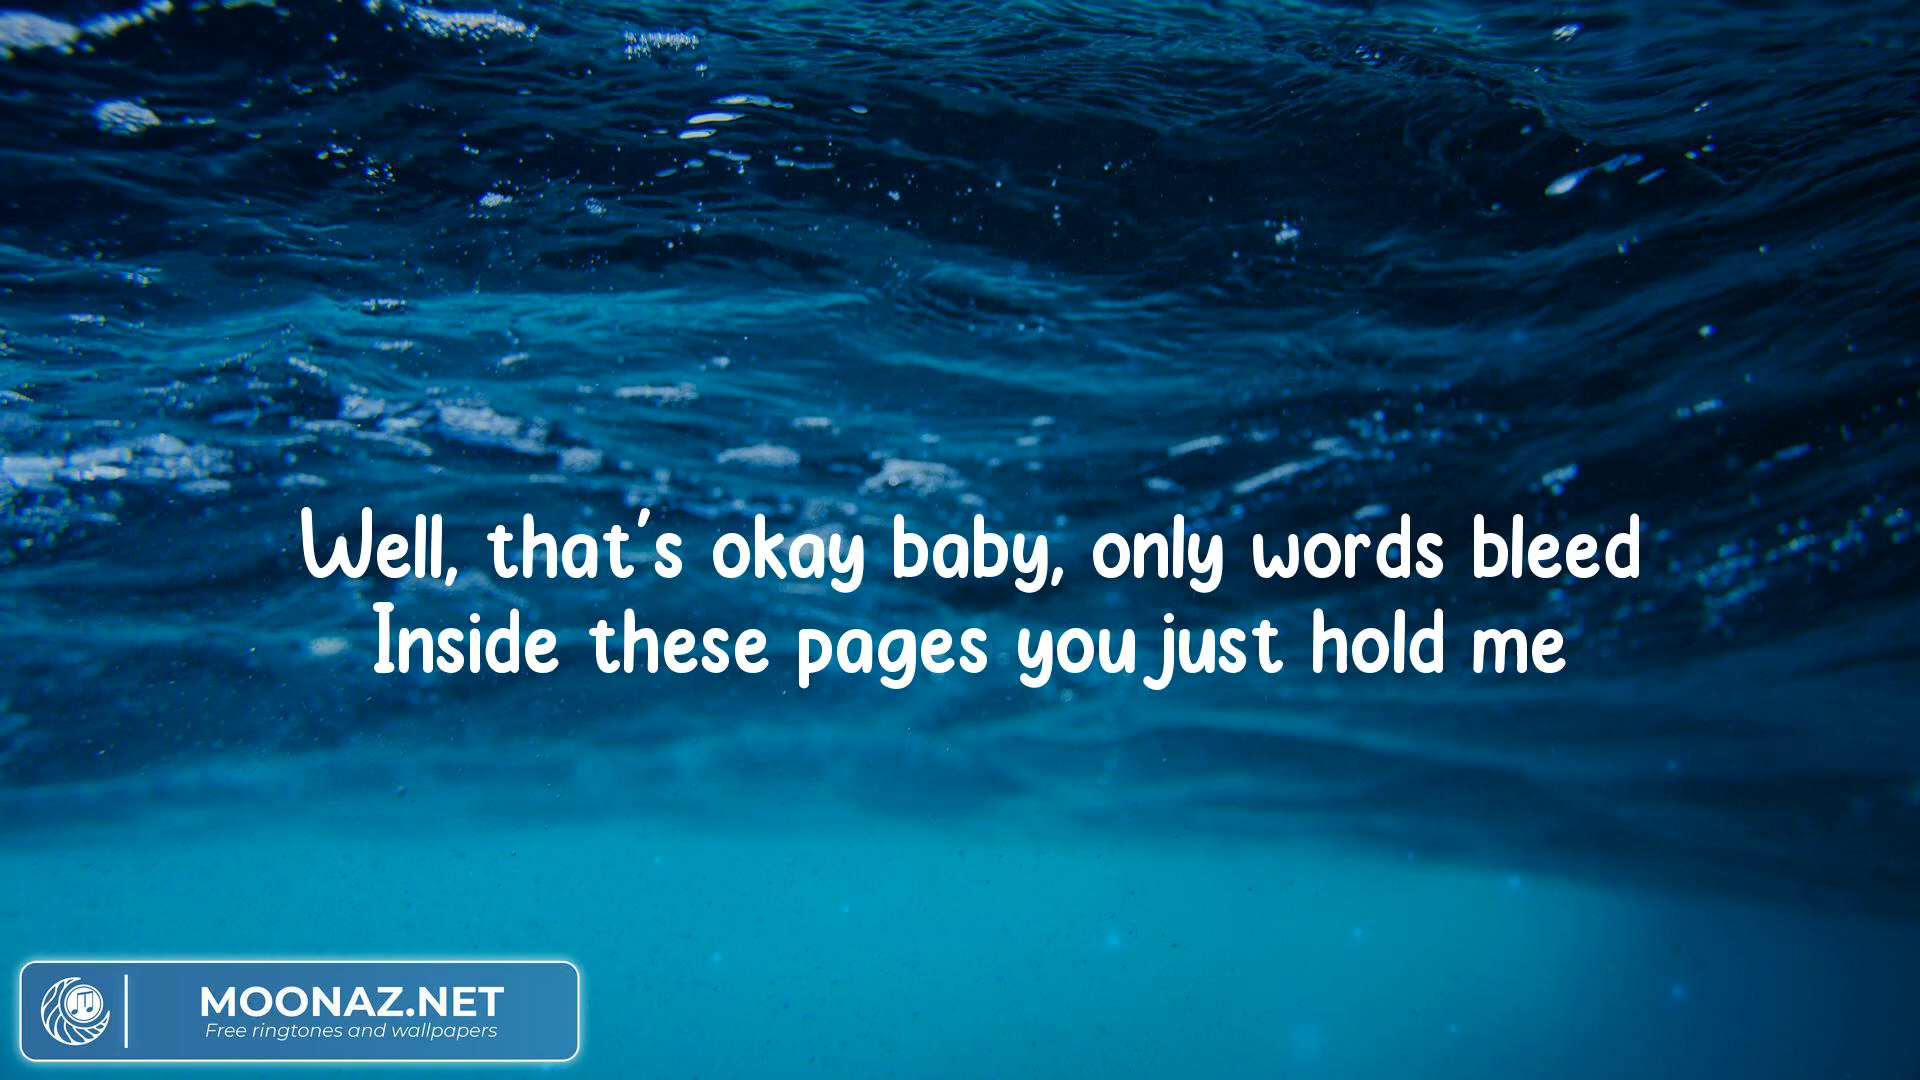 Well, that's okay baby, only words bleed
Inside these pages you just hold me
MOONAZ.NET
Free ringtones and wallpapers